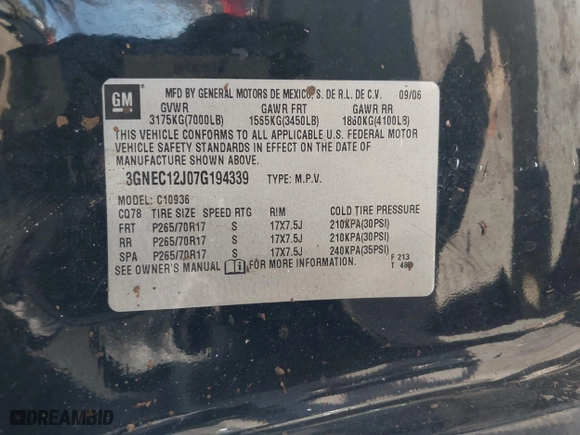 GM
MFD BY GENERAL MOTORS DE MEXICO, S. DE R.L. DE C.V. 09/06
GVWR GAWR FRT GAWR RR
3175KG(7000LB) 1565KG(3450LB) 1860KG(4100LB)
THIS VEHICLE CONFORMS TO ALL APPLICABLE U.S. FEDERAL MOTOR
VEHICLE SAFETY STANDARDS IN EFFECT ON THE DATE OF
MANUFACTURE SHOWN ABOVE.
3GNEC12J07G194339 TYPE: M.P.V.
MODEL: C10936
CQ78 TIRE SIZE SPEED RTG RIM COLD TIRE PRESSURE
FRT P265/70R17 S 17X7.5J 210KPA(30PSI)
RR P265/70R17 S 17X7.5J 210KPA(30PSI)
SPA P265/70R17 S 17X7.5J 240KPA(35PSI)
SEE OWNER'S MANUAL FOR MORE INFORMATION. F 213
T 480
DREAMBID